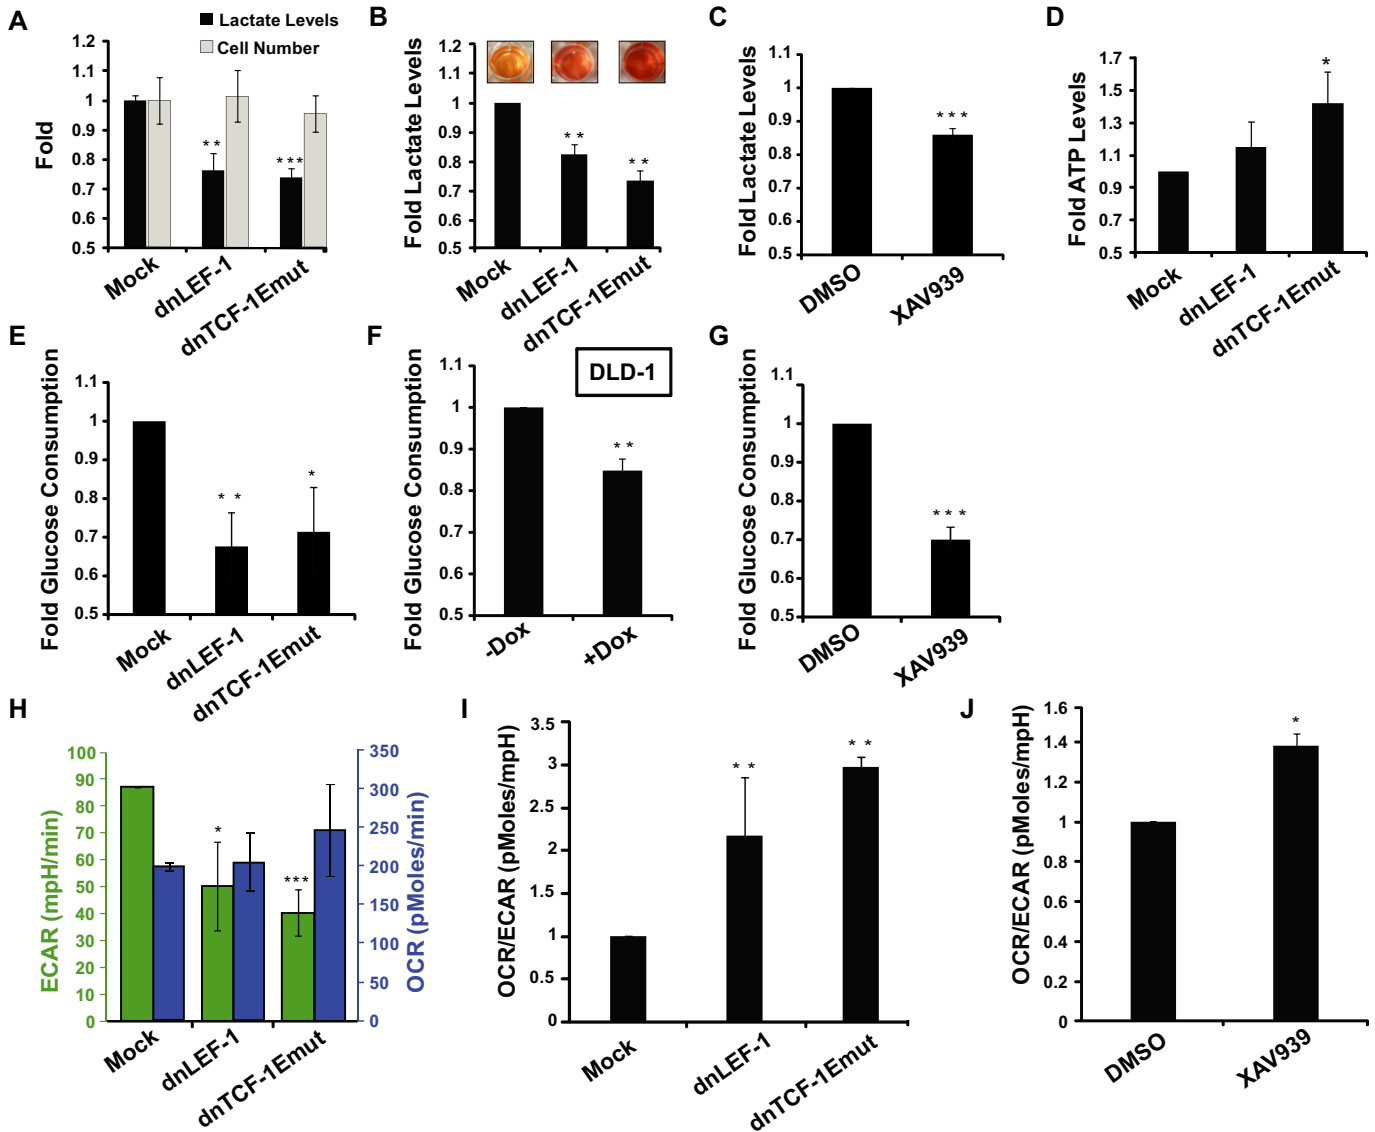 A
Lactate Levels
Cell Number
Fold
1.2
1
0.9
0.8
0.7
0.6
0.5
**
***
Mock
dnLEF-1
dnTCF-1Emut
B
Fold Lactate Levels
1.2
1
0.9
0.8
0.7
0.6
0.5
**
**
Mock
dnLEF-1
dnTCF-1Emut
C
Fold Lactate Levels
1.1
1
0.9
0.8
0.7
0.6
0.5
***
DMSO
XAV939
D
Fold ATP Levels
1.7
1.5
1.3
1.1
0.9
0.7
0.5
*
Mock
dnLEF-1
dnTCF-1Emut
E
Fold Glucose Consumption
1.1
1
0.9
0.8
0.7
0.6
0.5
**
*
Mock
dnLEF-1
dnTCF-1Emut
F
DLD-1
Fold Glucose Consumption
1.1
1
0.9
0.8
0.7
0.6
0.5
**
-Dox
+Dox
G
Fold Glucose Consumption
1.1
1
0.9
0.8
0.7
0.6
0.5
***
DMSO
XAV939
H
ECAR (mpH/min)
100
90
80
70
60
50
40
30
20
10
0
*
***
350
300
250
200
150
100
50
0
OCR (pMoles/min)
Mock
dnLEF-1
dnTCF-1Emut
I
OCR/ECAR (pMoles/mpH)
3.5
3
2.5
2
1.5
1
0.5
0
**
**
Mock
dnLEF-1
dnTCF-1Emut
J
OCR/ECAR (pMoles/mpH)
1.6
1.4
1.2
1
0.8
0.6
0.4
0.2
0
*
DMSO
XAV939